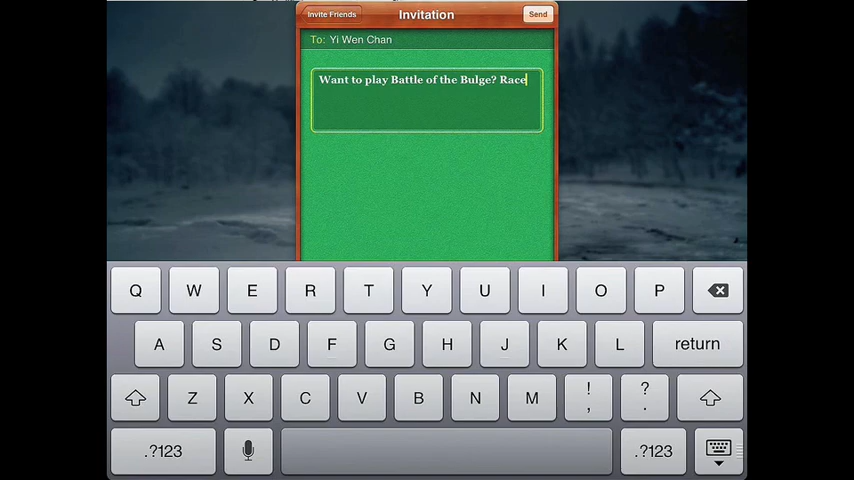 Invite Friends
Invitation
Send
To: Yi Wen Chan
Want to play Battle of the Bulge? Race
Q W E R T Y U I O P
A S D F G H J K L return
Z X C V B N M ! , ? .
.?123 .?123